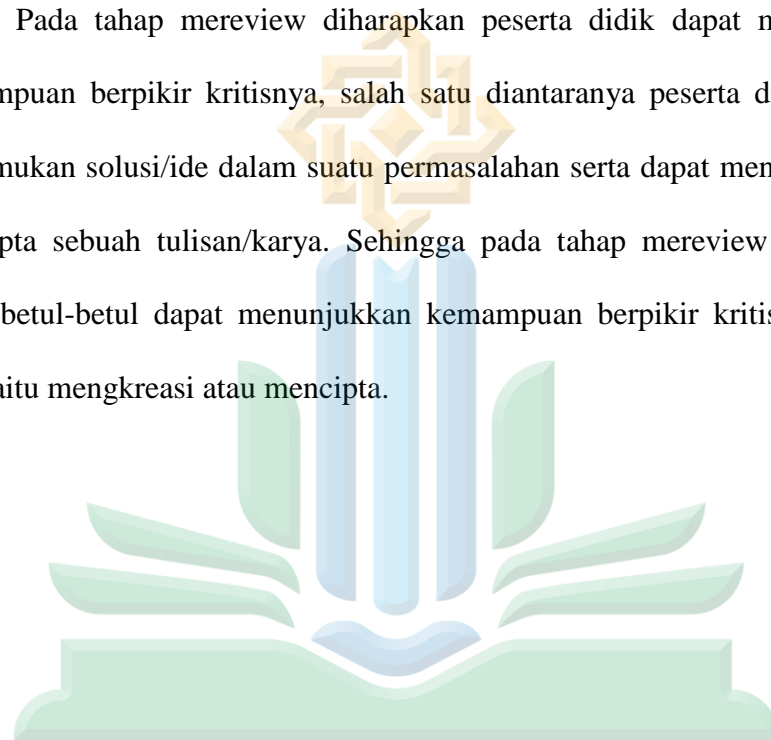 Pada tahap mereview diharapkan peserta didik dapat m
mpuan berpikir kritisnya, salah satu diantaranya peserta d
mukan solusi/ide dalam suatu permasalahan serta dapat men
pta sebuah tulisan/karya. Sehingga pada tahap mereview
betul-betul dapat menunjukkan kemampuan berpikir kritis
aitu mengkreasi atau mencipta.